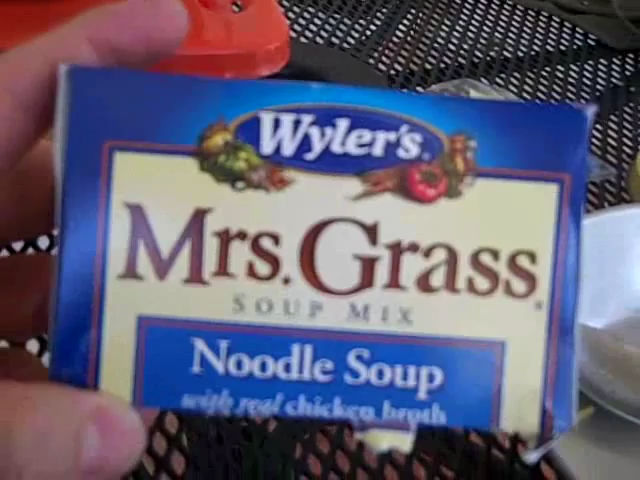 Wyler's
Mrs. Grass
SOUP MIX
Noodle Soup
with real chicken broth